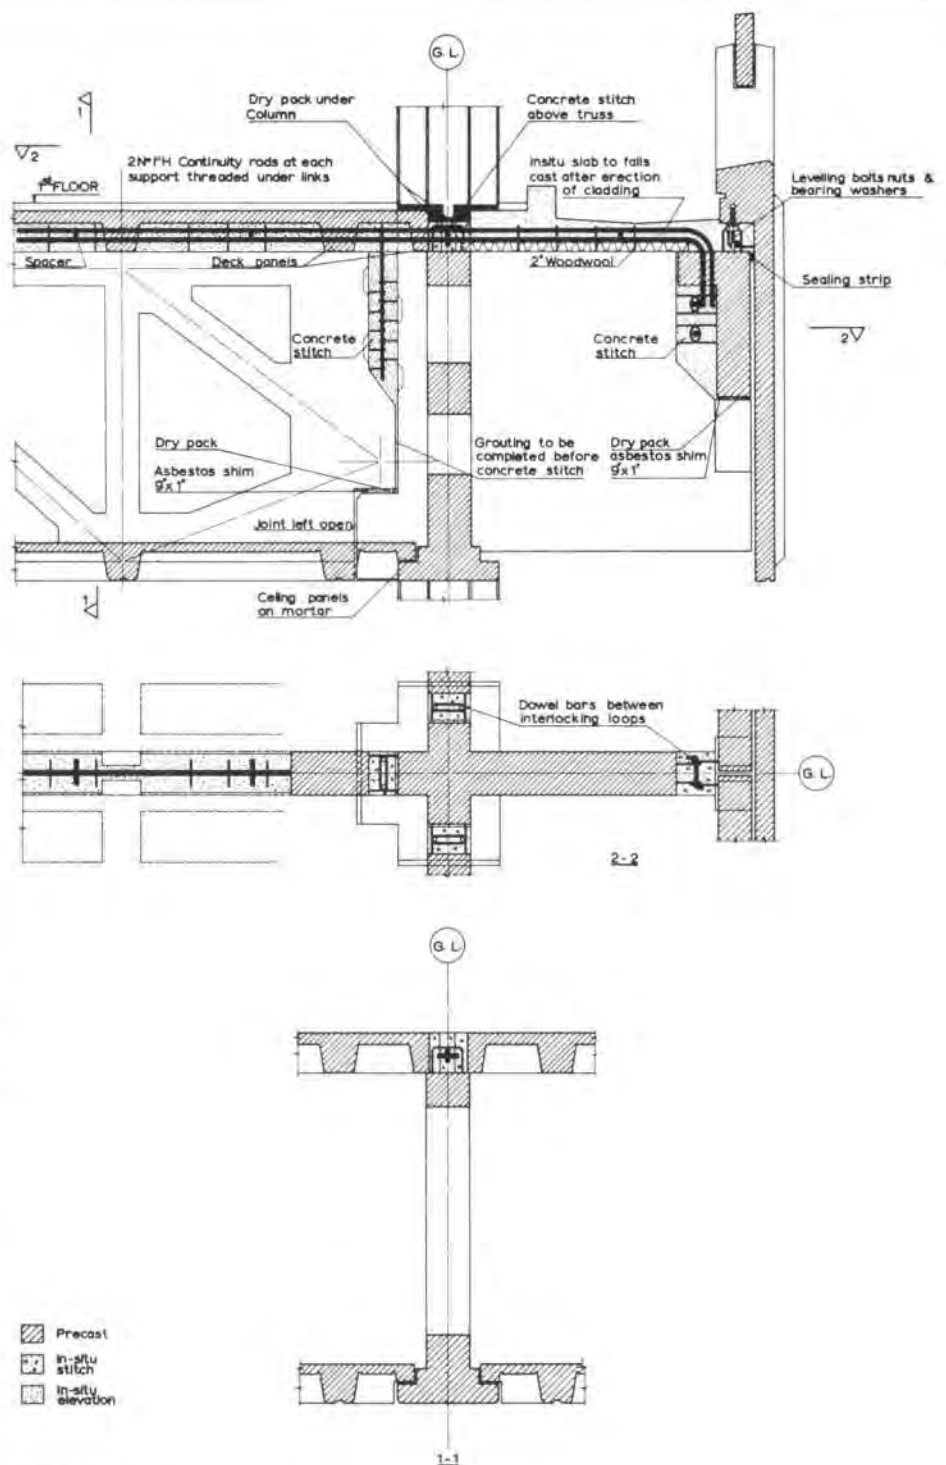 G. L.
Dry pack under
Column
Concrete stitch
above truss
1
2
2Nº1"H Continuity rods at each
support threaded under links
Insitu slab to falls
cast after erection
of cladding
Levelling bolts nuts &
bearing washers
1st FLOOR
Spacer
Deck panels
2" Woodwool
Sealing strip
Concrete
stitch
Concrete
stitch
2
Dry pack
Asbestos shim
9"x 1"
Grouting to be
completed before
concrete stitch
Dry pack
asbestos shim
9"x 1"
Joint left open
1
Ceiling panels
on mortar
Dowel bars between
interlocking loops
G. L.
2-2
G. L.
Precast
In-situ
stitch
In-situ
elevation
1-1